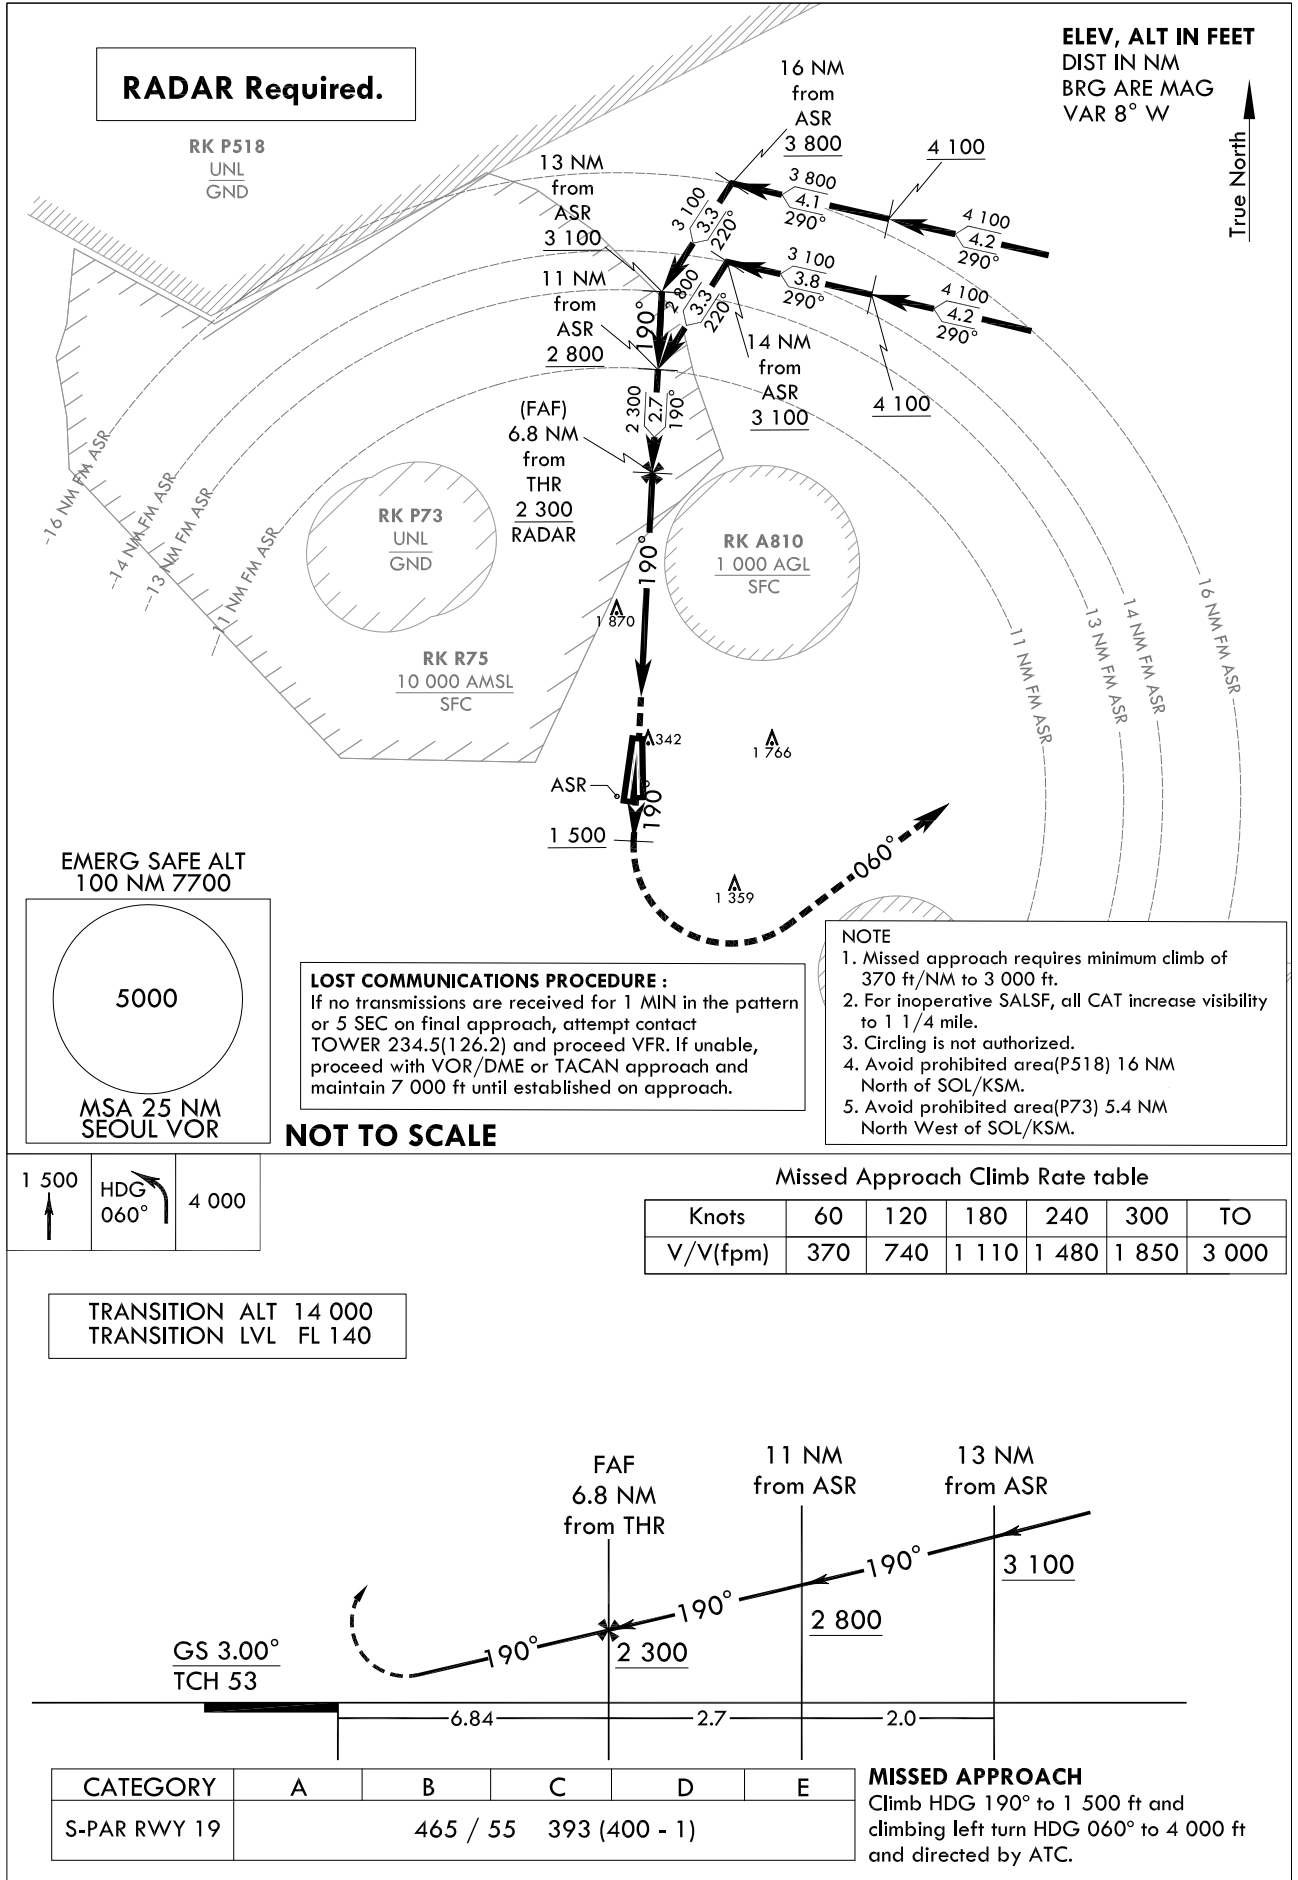 RADAR Required.
ELEV, ALT IN FEET
DIST IN NM
BRG ARE MAG
VAR 8° W
True North
RK P518
UNL
GND
16 NM
from
ASR
3 800
4 100
13 NM
from
ASR
3 100
3 800
4.1
290°
4 100
4.2
290°
3 100
3.3
220°
11 NM
from
ASR
2 800
3 100
3.8
290°
4 100
4.2
290°
2 800
3.3
220°
190°
14 NM
from
ASR
3 100
4 100
2 300
2.7
190°
(FAF)
6.8 NM
from
THR
2 300
RADAR
16 NM FM ASR
14 NM FM ASR
13 NM FM ASR
11 NM FM ASR
RK P73
UNL
GND
RK A810
1 000 AGL
SFC
190°
1 870
RK R75
10 000 AMSL
SFC
11 NM FM ASR
13 NM FM ASR
14 NM FM ASR
16 NM FM ASR
342
1 766
ASR
190°
1 500
060°
1 359
EMERG SAFE ALT
100 NM 7700
5000
MSA 25 NM
SEOUL VOR
LOST COMMUNICATIONS PROCEDURE :
If no transmissions are received for 1 MIN in the pattern
or 5 SEC on final approach, attempt contact
TOWER 234.5(126.2) and proceed VFR. If unable,
proceed with VOR/DME or TACAN approach and
maintain 7 000 ft until established on approach.
NOTE
1. Missed approach requires minimum climb of
370 ft/NM to 3 000 ft.
2. For inoperative SALSF, all CAT increase visibility
to 1 1/4 mile.
3. Circling is not authorized.
4. Avoid prohibited area(P518) 16 NM
North of SOL/KSM.
5. Avoid prohibited area(P73) 5.4 NM
North West of SOL/KSM.
NOT TO SCALE
1 500
HDG
060°
4 000
Missed Approach Climb Rate table
Knots 60 120 180 240 300 TO
V/V(fpm) 370 740 1 110 1 480 1 850 3 000
TRANSITION ALT 14 000
TRANSITION LVL FL 140
FAF
6.8 NM
from THR
11 NM
from ASR
13 NM
from ASR
190°
3 100
190°
2 800
190°
2 300
GS 3.00°
TCH 53
6.84 2.7 2.0
CATEGORY A B C D E
S-PAR RWY 19 465 / 55 393 (400 - 1)
MISSED APPROACH
Climb HDG 190° to 1 500 ft and
climbing left turn HDG 060° to 4 000 ft
and directed by ATC.